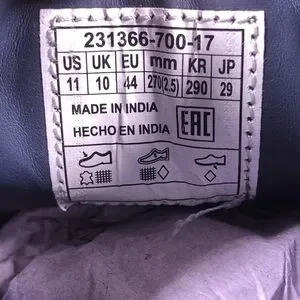 231366-700-17
US UK EU mm KR JP
11 10 44 270(2.5) 290 29
MADE IN INDIA
HECHO EN INDIA
EAC